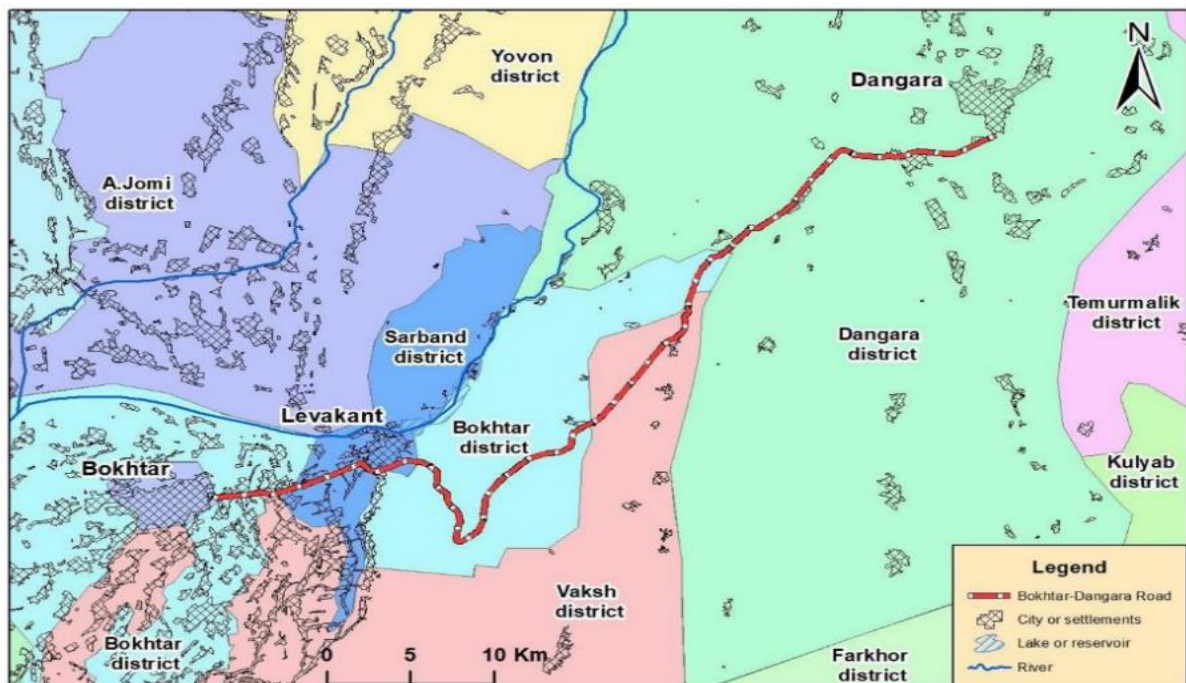 Yovon
district
Dangara
N
A.Jomi
district
Sarband
district
Dangara
district
Temurmalik
district
Levakant
Bokhtar
district
Bokhtar
Kulyab
district
Vaksh
district
Bokhtar
district
0 5 10 Km
Farkhor
district
Legend
Bokhtar-Dangara Road
City or settlements
Lake or reservoir
River